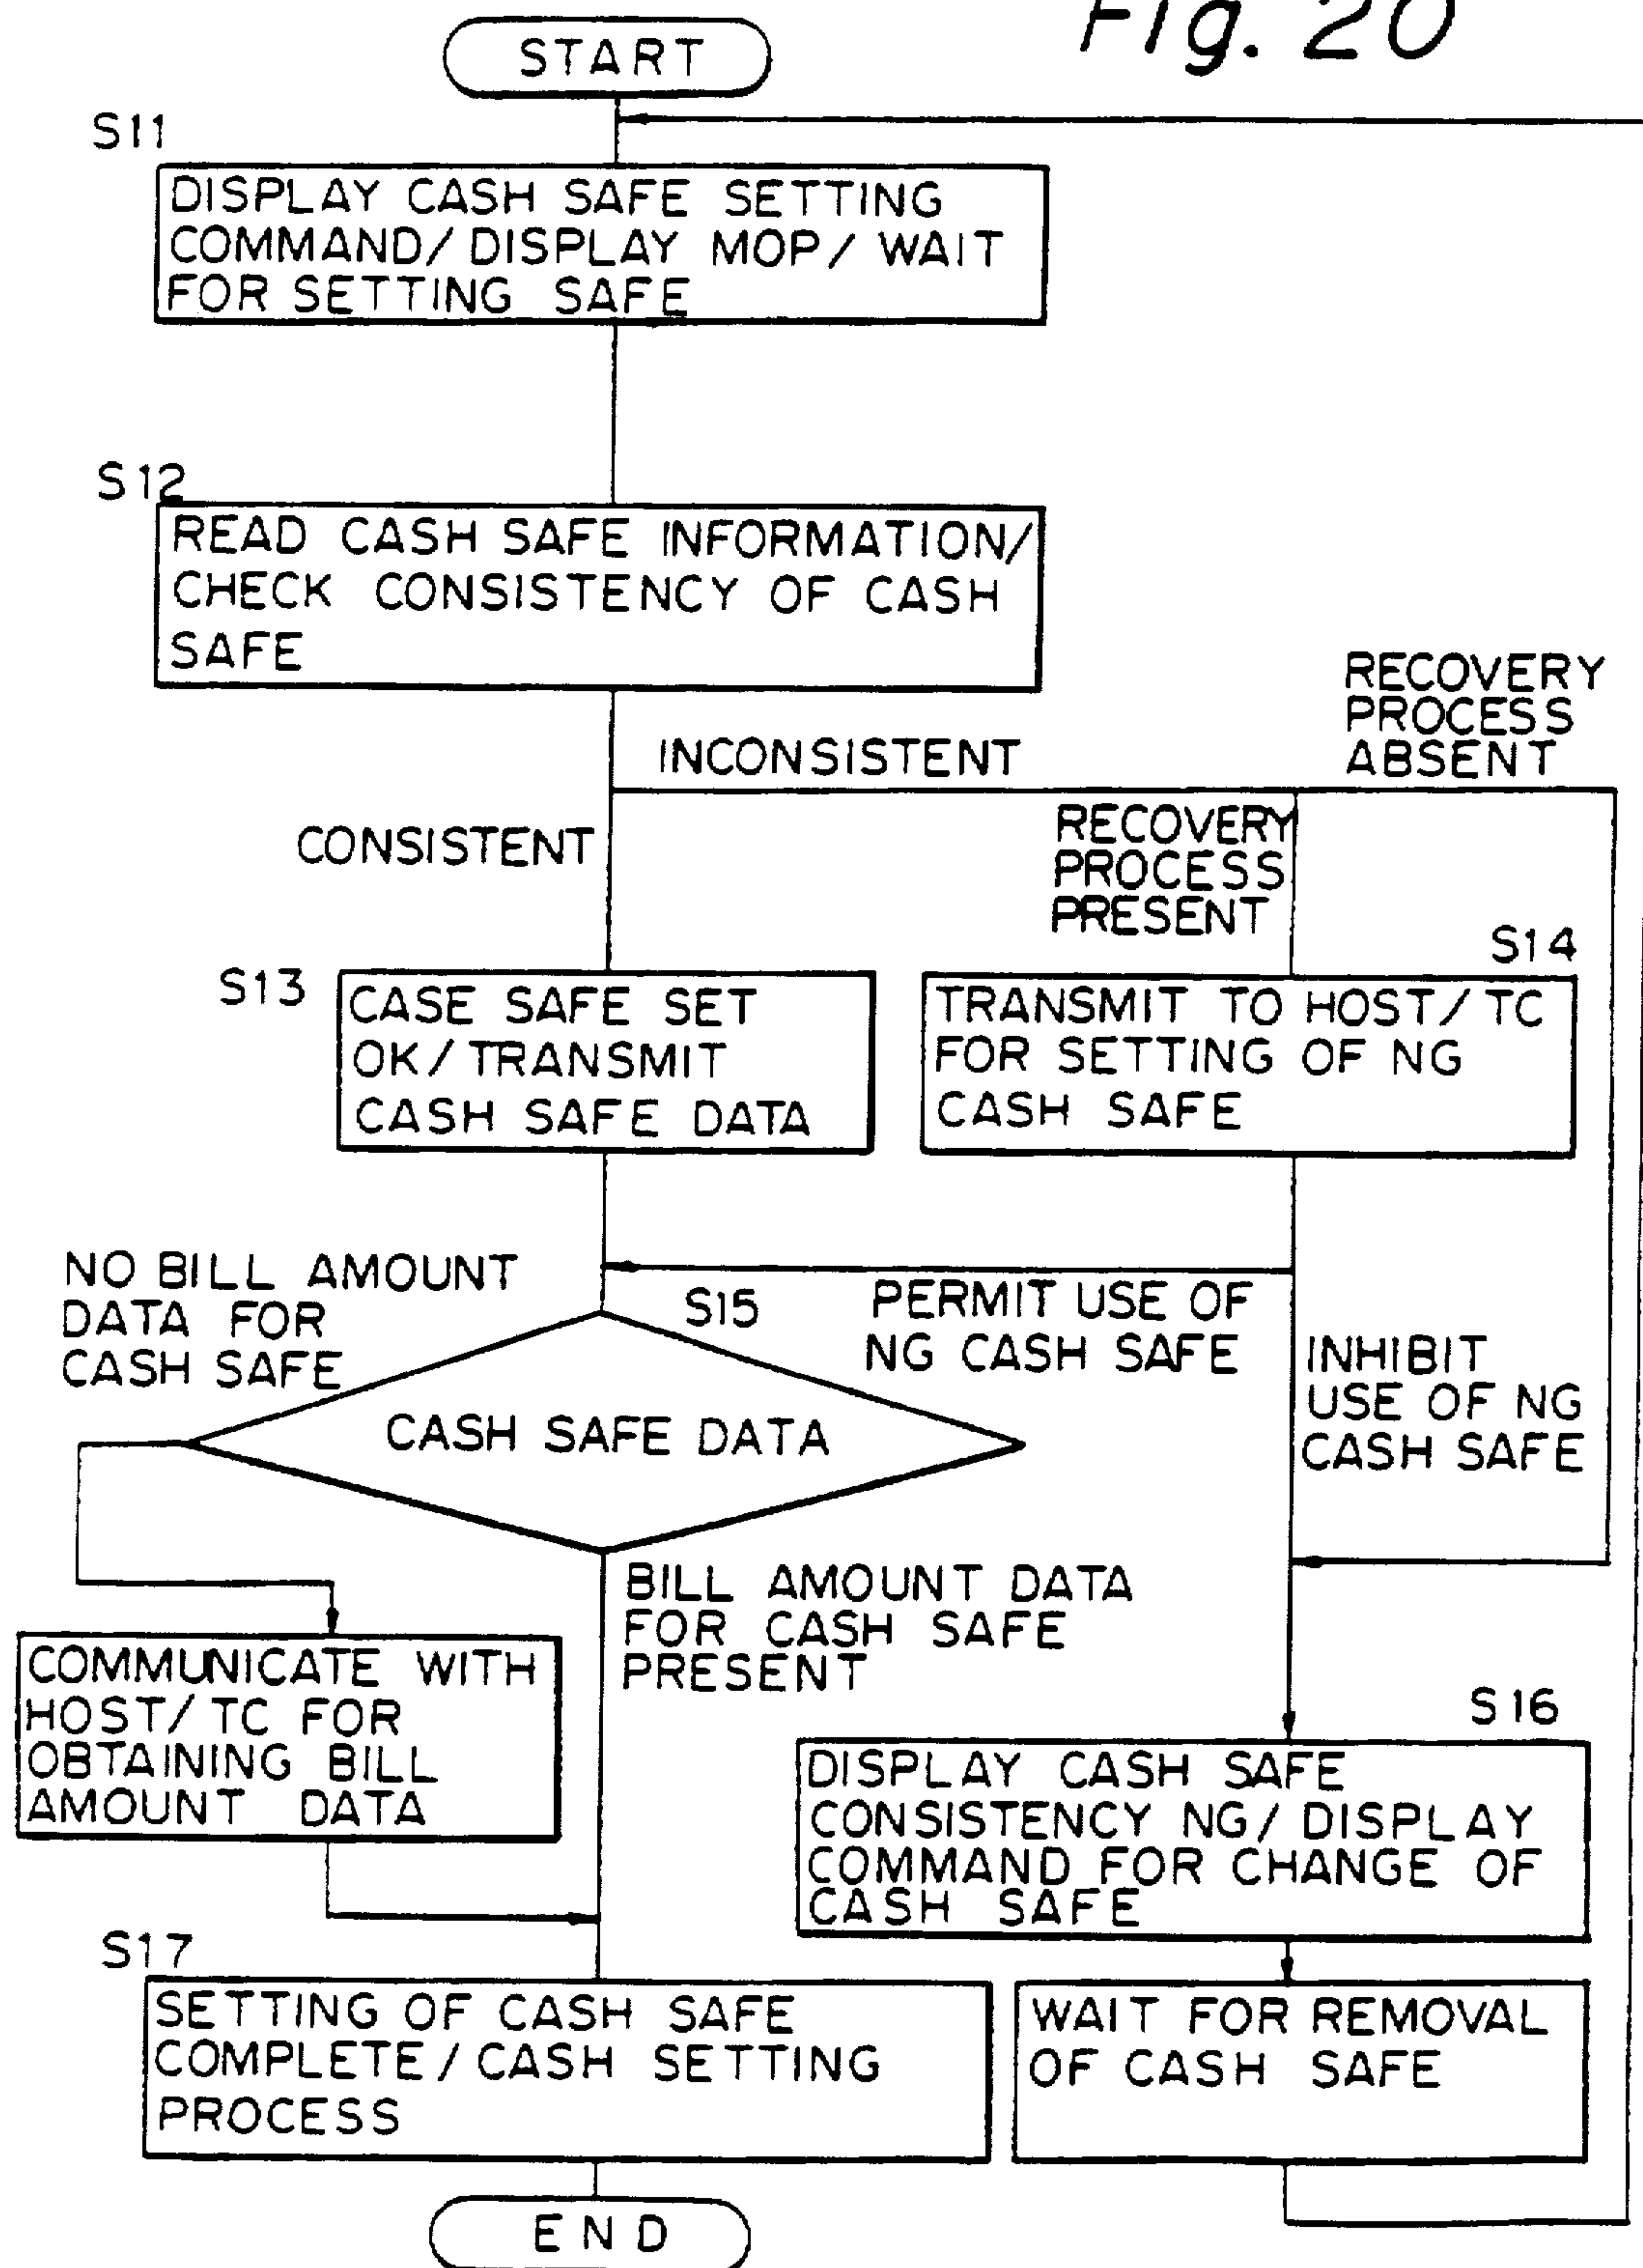 Fig. 20
START
S11
DISPLAY CASH SAFE SETTING
COMMAND/DISPLAY MOP/WAIT
FOR SETTING SAFE
S12
READ CASH SAFE INFORMATION/
CHECK CONSISTENCY OF CASH
SAFE
INCONSISTENT
RECOVERY
PROCESS
ABSENT
CONSISTENT
RECOVERY
PROCESS
PRESENT
S13
CASE SAFE SET
OK/TRANSMIT
CASH SAFE DATA
S14
TRANSMIT TO HOST/TC
FOR SETTING OF NG
CASH SAFE
NO BILL AMOUNT
DATA FOR
CASH SAFE
S15
PERMIT USE OF
NG CASH SAFE
INHIBIT
USE OF NG
CASH SAFE
CASH SAFE DATA
BILL AMOUNT DATA
FOR CASH SAFE
PRESENT
COMMUNICATE WITH
HOST/TC FOR
OBTAINING BILL
AMOUNT DATA
S16
DISPLAY CASH SAFE
CONSISTENCY NG/DISPLAY
COMMAND FOR CHANGE OF
CASH SAFE
S17
SETTING OF CASH SAFE
COMPLETE/CASH SETTING
PROCESS
WAIT FOR REMOVAL
OF CASH SAFE
END